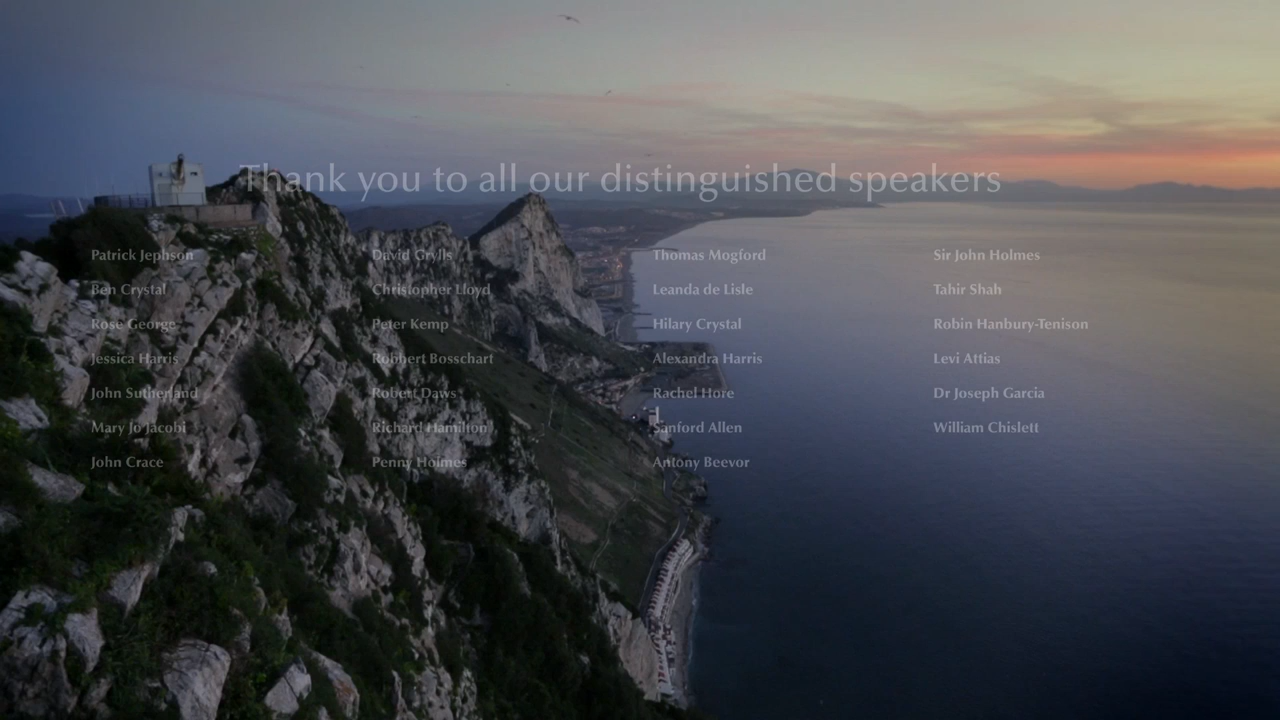 Thank you to all our distinguished speakers
Patrick Jephson
Ben Crystal
Rose George
Jessica Harris
John Sutherland
Mary Jo Jacobi
John Crace
David Grylls
Christopher Lloyd
Peter Kemp
Robbert Bosschart
Robert Daws
Richard Hamilton
Penny Holmes
Thomas Mogford
Leanda de Lisle
Hilary Crystal
Alexandra Harris
Rachel Hore
Sanford Allen
Antony Beevor
Sir John Holmes
Tahir Shah
Robin Hanbury-Tenison
Levi Attias
Dr Joseph Garcia
William Chislett